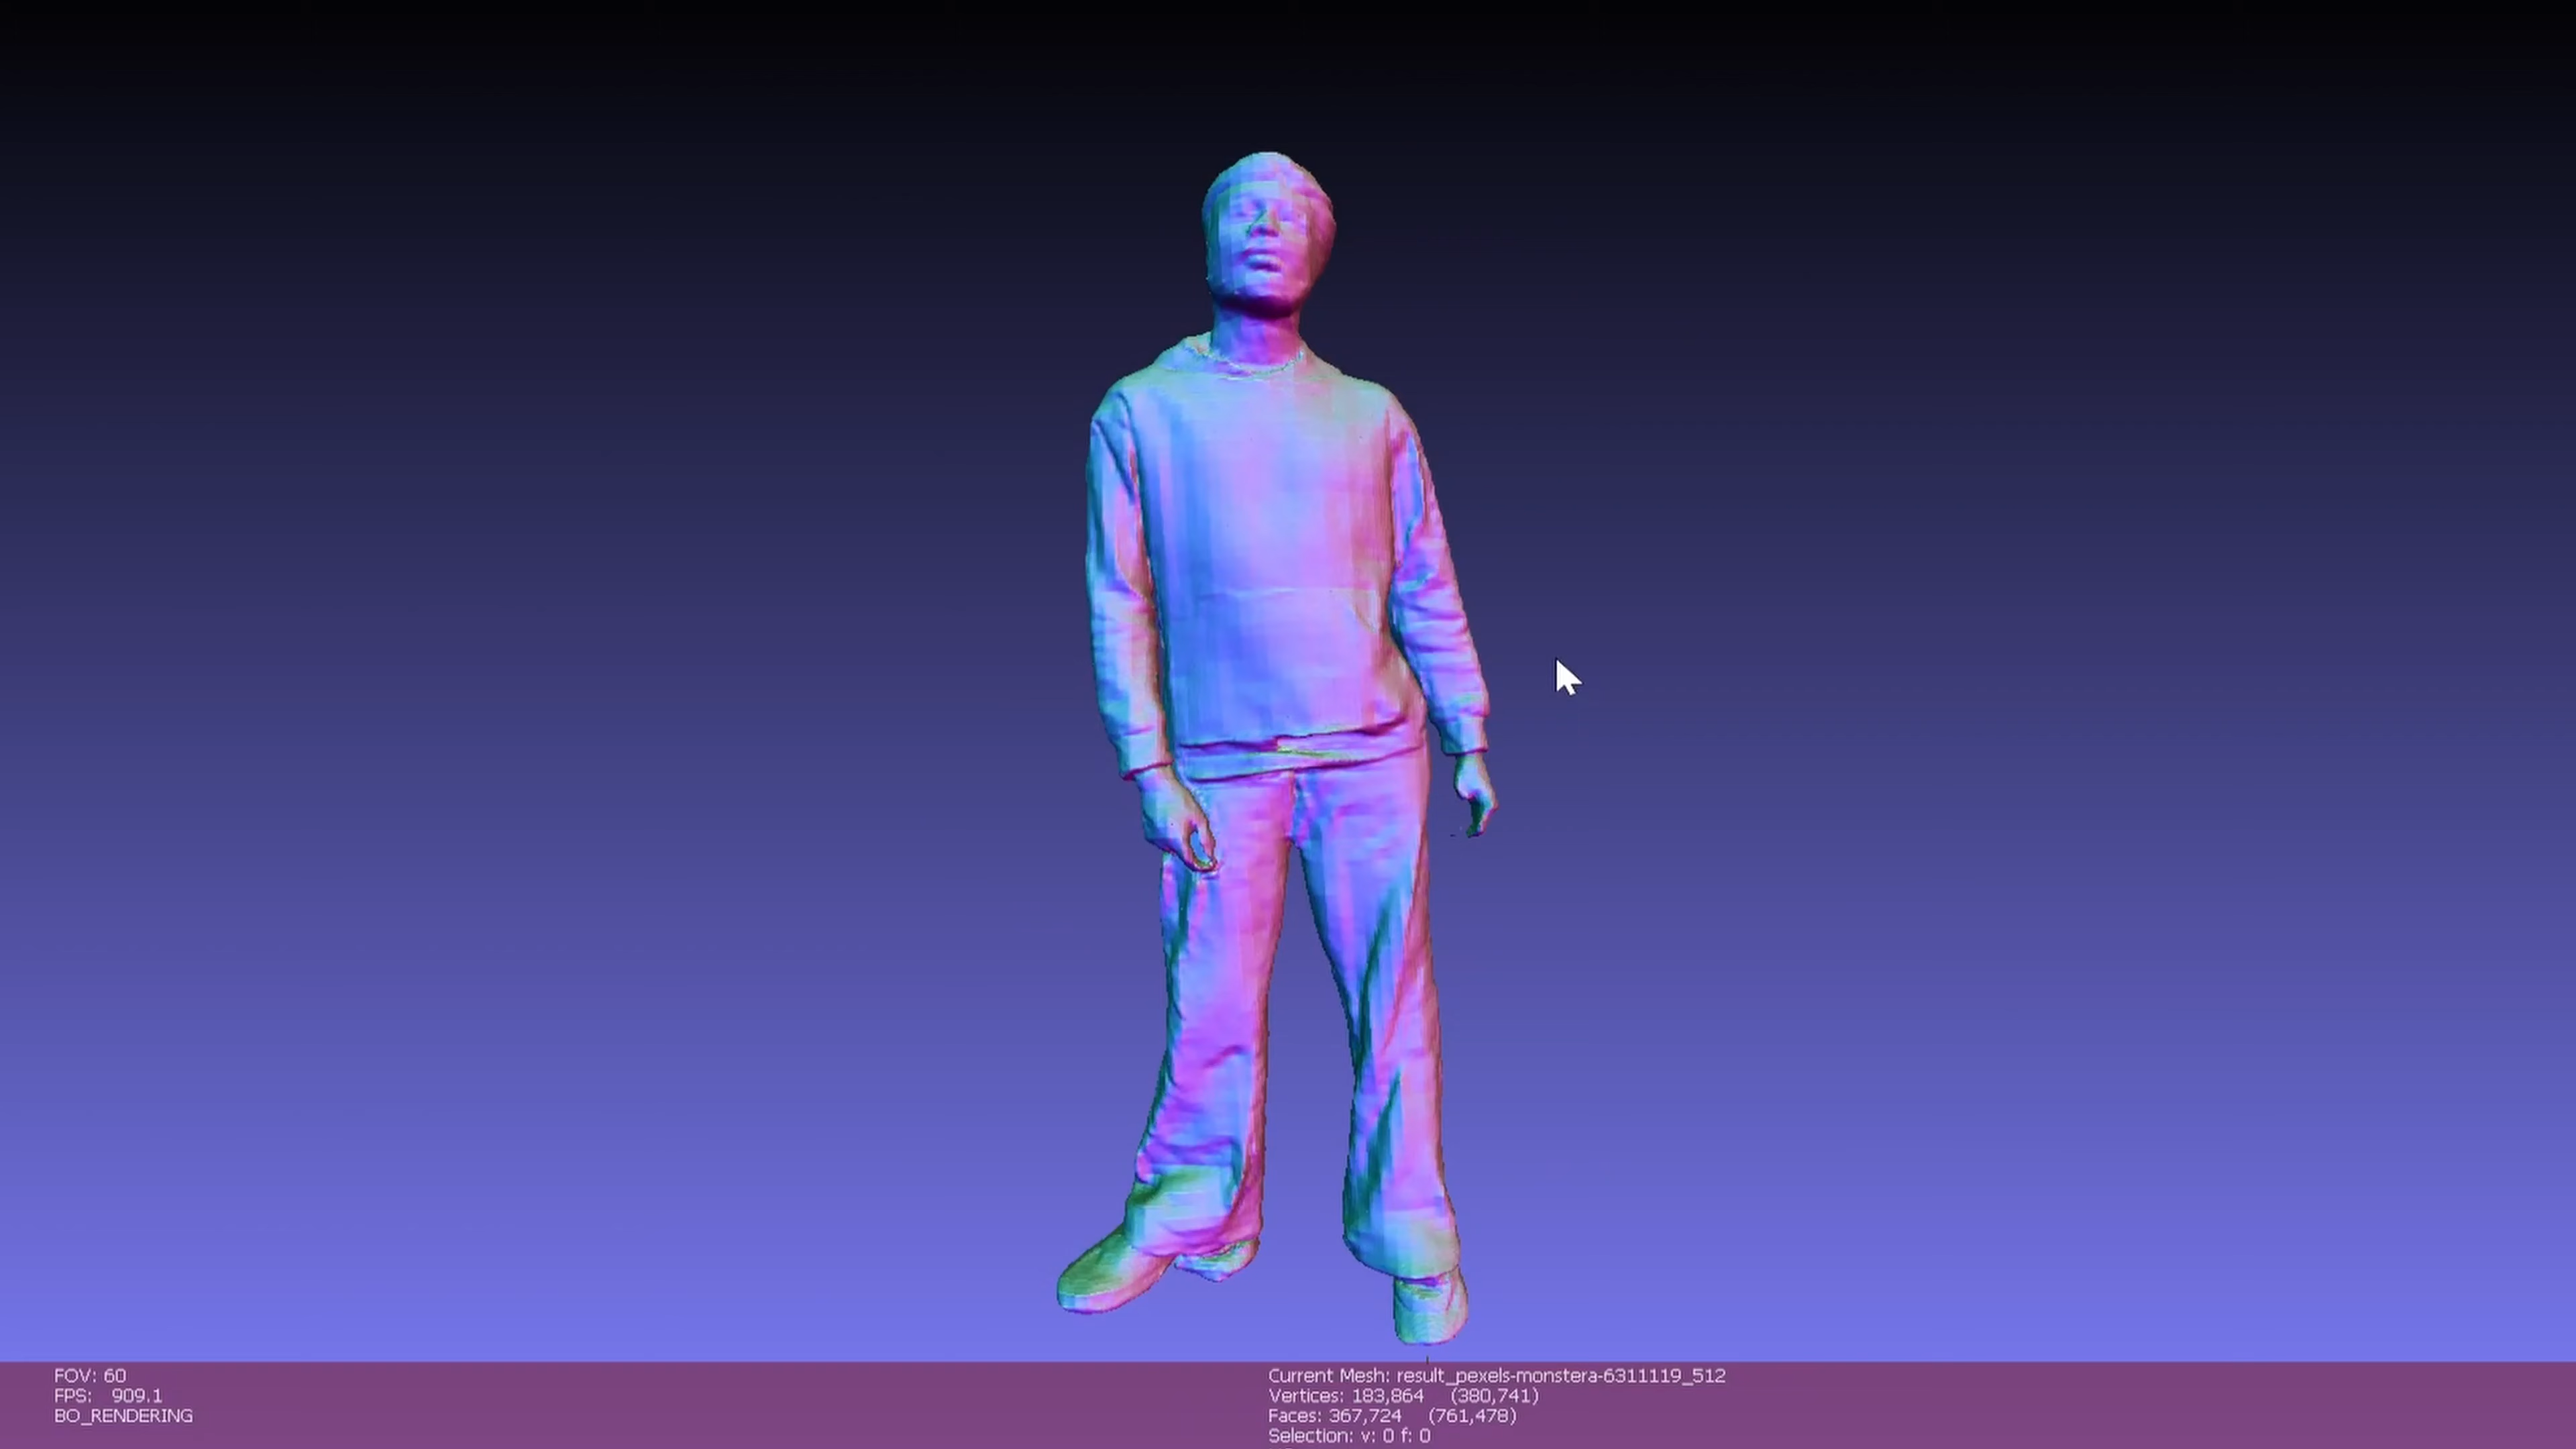 FOV: 60
FPS: 909.1
BO_RENDERING
Current Mesh: result_pexels-monstera-6311119_512
Vertices: 183,864 (380,741)
Faces: 367,724 (761,478)
Selection: v: 0 f: 0